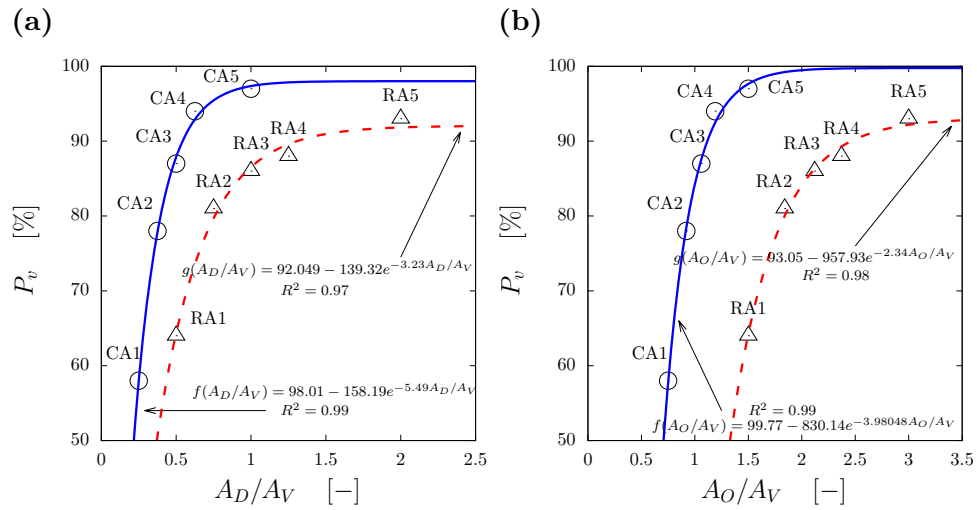 (a)
100
90
80
70
60
50
P_v [%]
0
0.5
1
1.5
2
2.5
A_D/A_V [−]
CA5
CA4
CA3
CA2
CA1
RA5
RA4
RA3
RA2
RA1
g(A_D/A_V) = 92.049 − 139.32e^{−3.23A_D/A_V}
R^2 = 0.97
f(A_D/A_V) = 98.01 − 158.19e^{−5.49A_D/A_V}
R^2 = 0.99
(b)
100
90
80
70
60
50
P_v [%]
0
0.5
1
1.5
2
2.5
3
3.5
A_O/A_V [−]
CA4
CA5
CA3
CA2
CA1
RA5
RA4
RA3
RA2
RA1
g(A_O/A_V) = 93.05 − 957.93e^{−2.34A_O/A_V}
R^2 = 0.98
R^2 = 0.99
f(A_O/A_V) = 99.77 − 830.14e^{−3.98048A_O/A_V}